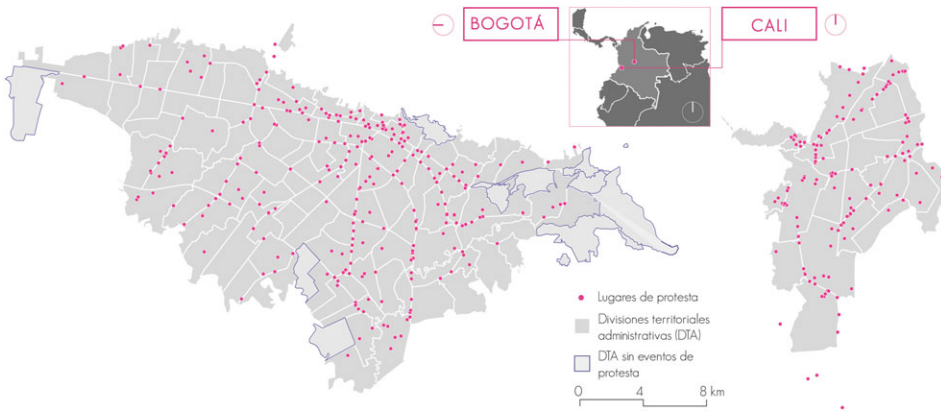 BOGOTÁ
CALI
Lugares de protesta
Divisiones territoriales
administrativas (DTA)
DTA sin eventos de
protesta
0 4 8 km